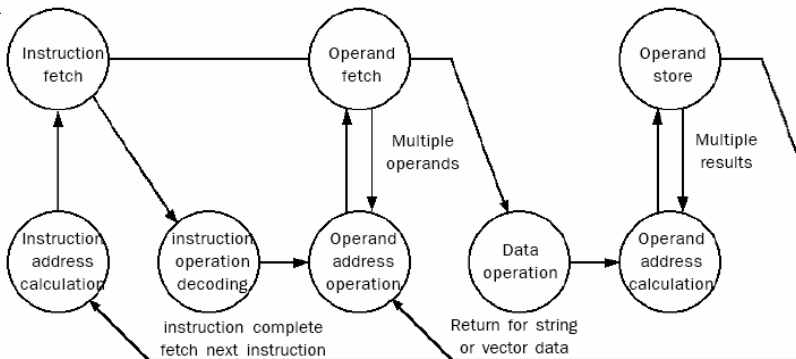 Instruction
fetch
Operand
fetch
Operand
store
Multiple
operands
Multiple
results
Instruction
address
calculation
instruction
operation
decoding
Operand
address
operation
Data
operation
Operand
address
calculation
instruction complete
fetch next instruction
Return for string
or vector data